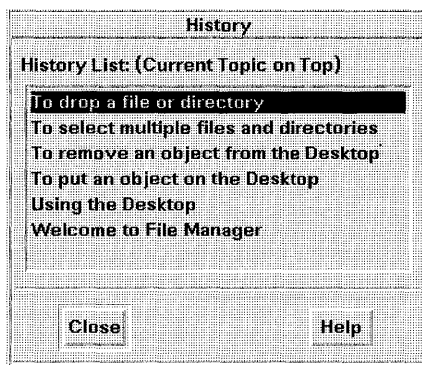 History
History List: (Current Topic on Top)
To drop a file or directory
To select multiple files and directories
To remove an object from the Desktop
To put an object on the Desktop
Using the Desktop
Welcome to File Manager
Close Help